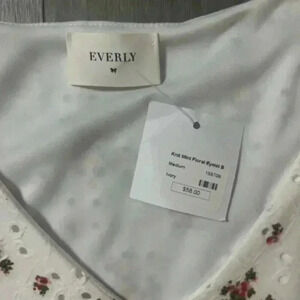 EVERLY
Knit Mini Floral Eyelet B
Medium
Ivory
$58.00